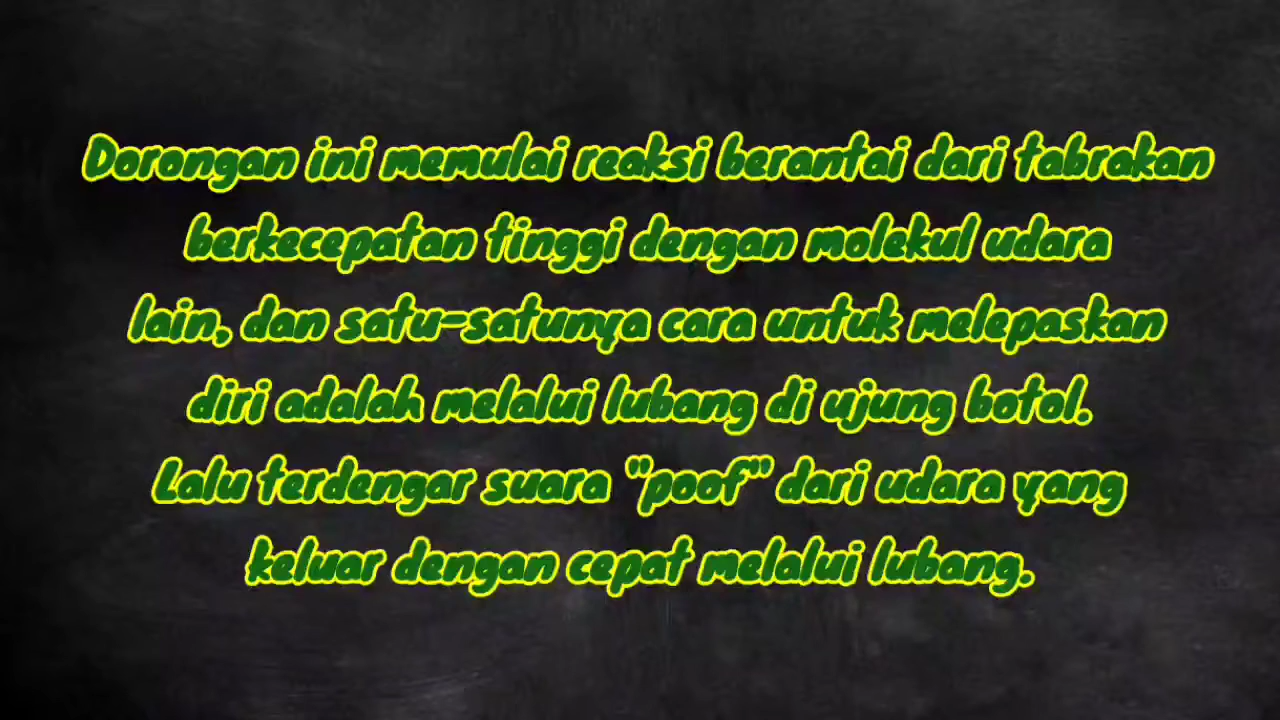 Dorongan ini memulai reaksi berantai dari tabrakan
berkecepatan tinggi dengan molekul udara
lain, dan satu-satunya cara untuk melepaskan
diri adalah melalui lubang di ujung botol.
Lalu terdengar suara "poof" dari udara yang
keluar dengan cepat melalui lubang.